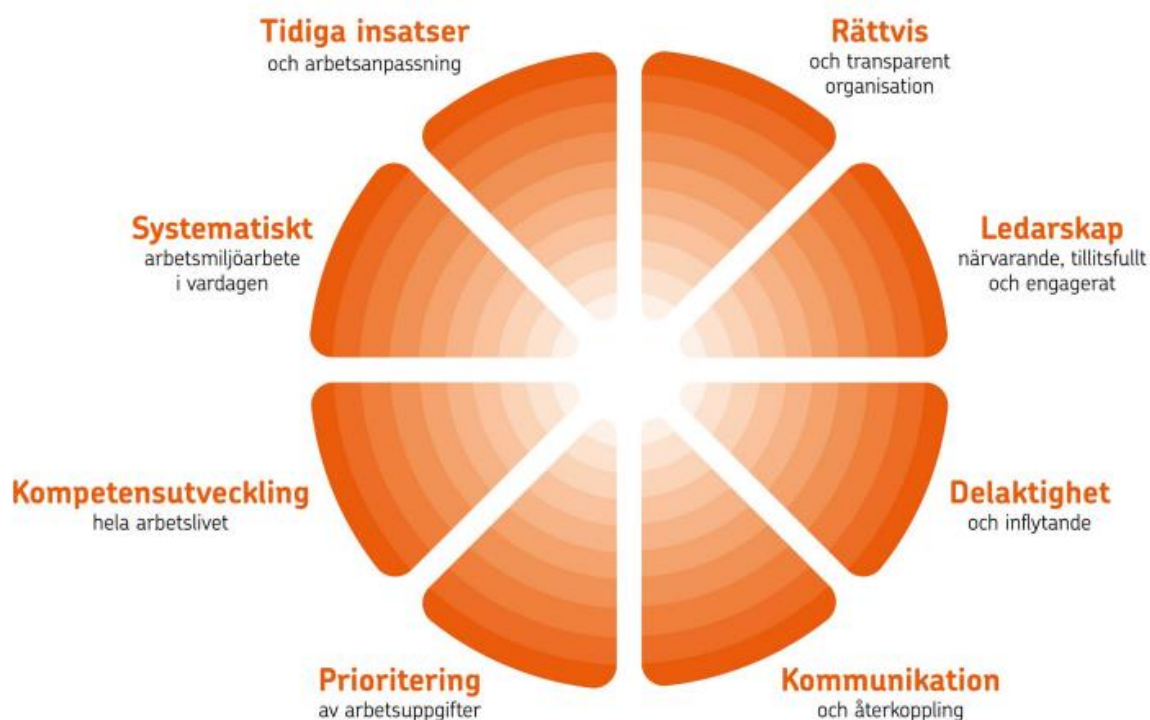 Tidiga insatser
och arbetsanpassning
Rättvis
och transparent
organisation
Systematiskt
arbetsmiljöarbete
i vardagen
Ledarskap
närvarande, tillitsfullt
och engagerat
Kompetensutveckling
hela arbetslivet
Delaktighet
och inflytande
Prioritering
av arbetsuppgifter
Kommunikation
och återkoppling